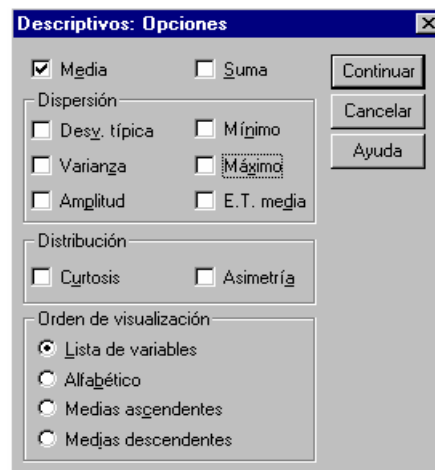 Descriptivos: Opciones
Media Suma Continuar
Dispersión Cancelar
Desv. típica Mínimo
Ayuda
Varianza Máximo
Amplitud E.T. media
Distribución
Curtosis Asimetría
Orden de visualización
Lista de variables
Alfabético
Medias ascendentes
Medias descendentes